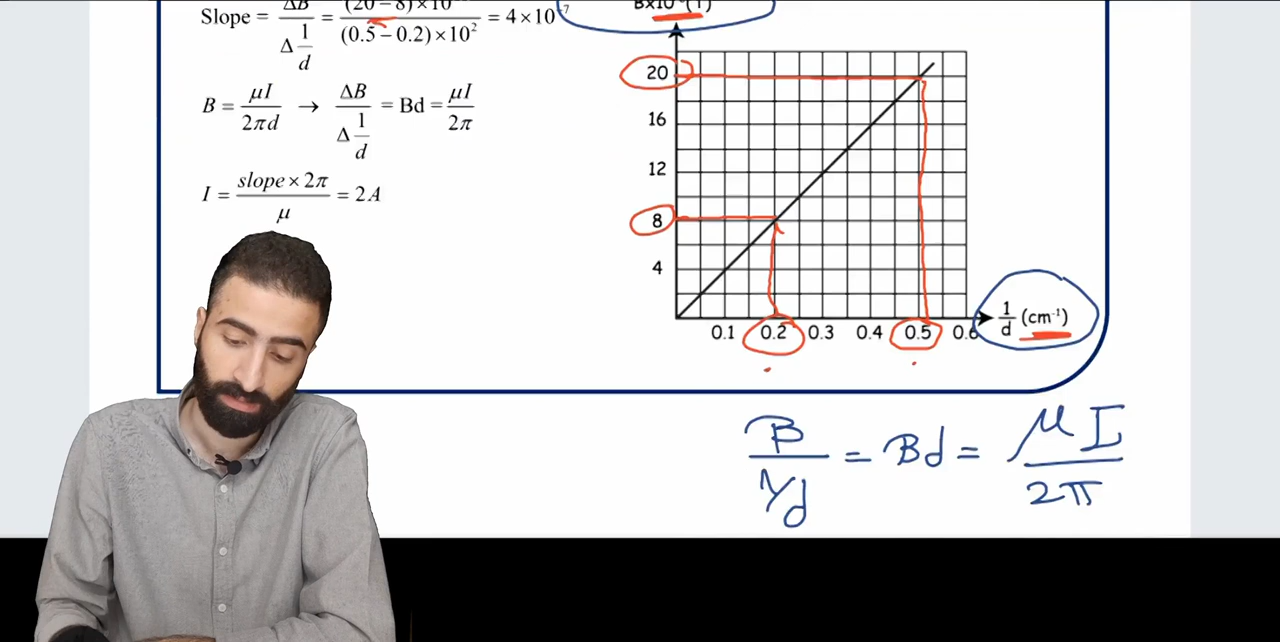 Slope = ΔB / Δ 1/d = (20 − 8)×10 / (0.5 − 0.2)×10² = 4×10⁻⁷
B = μI / 2πd → ΔB / Δ 1/d = Bd = μI / 2π
I = slope × 2π / μ = 2A
20
16
12
8
4
0.1 0.2 0.3 0.4 0.5 0.6
1/d (cm⁻¹)
B / 1/d = Bd = μI / 2π